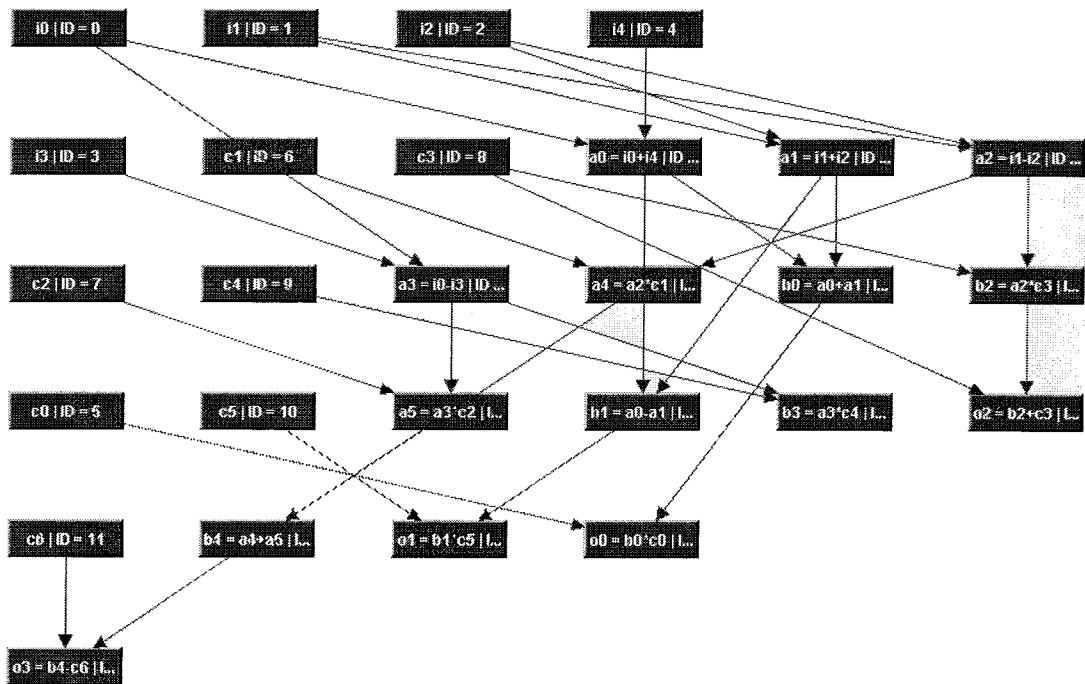 i0 | ID = 0
i1 | ID = 1
i2 | ID = 2
i4 | ID = 4
i3 | ID = 3
c1 | ID = 6
c3 | ID = 8
a0 = i0+i4 | ID ...
a1 = i1+i2 | ID ...
a2 = i1-i2 | ID ...
c2 | ID = 7
c4 | ID = 9
a3 = i0-i3 | ID ...
a4 = a2*c1 | I...
b0 = a0+a1 | I...
b2 = a2*c3 | I...
c0 | ID = 5
c5 | ID = 10
a5 = a3*c2 | I...
b1 = a0-a1 | I...
b3 = a3*c4 | I...
o2 = b2+c3 | I...
c6 | ID = 11
b4 = a4+a5 | I...
o1 = b1*c5 | I...
o0 = b0*c0 | I...
o3 = b4-c6 | I...